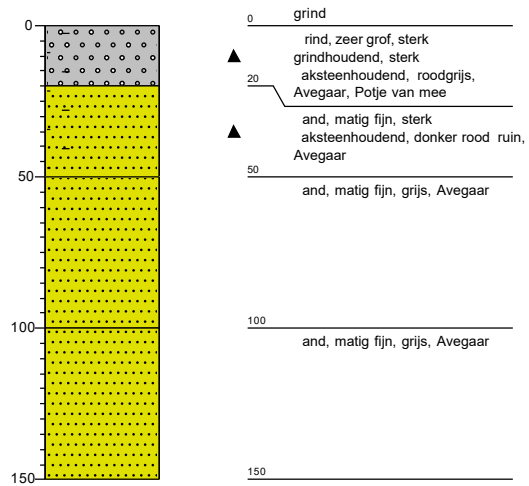 0
50
100
150
0
grind
rind, zeer grof, sterk
grindhoudend, sterk
aksteenhoudend, roodgrijs,
Avegaar, Potje van mee
20
and, matig fijn, sterk
aksteenhoudend, donker rood ruin,
Avegaar
50
and, matig fijn, grijs, Avegaar
100
and, matig fijn, grijs, Avegaar
150